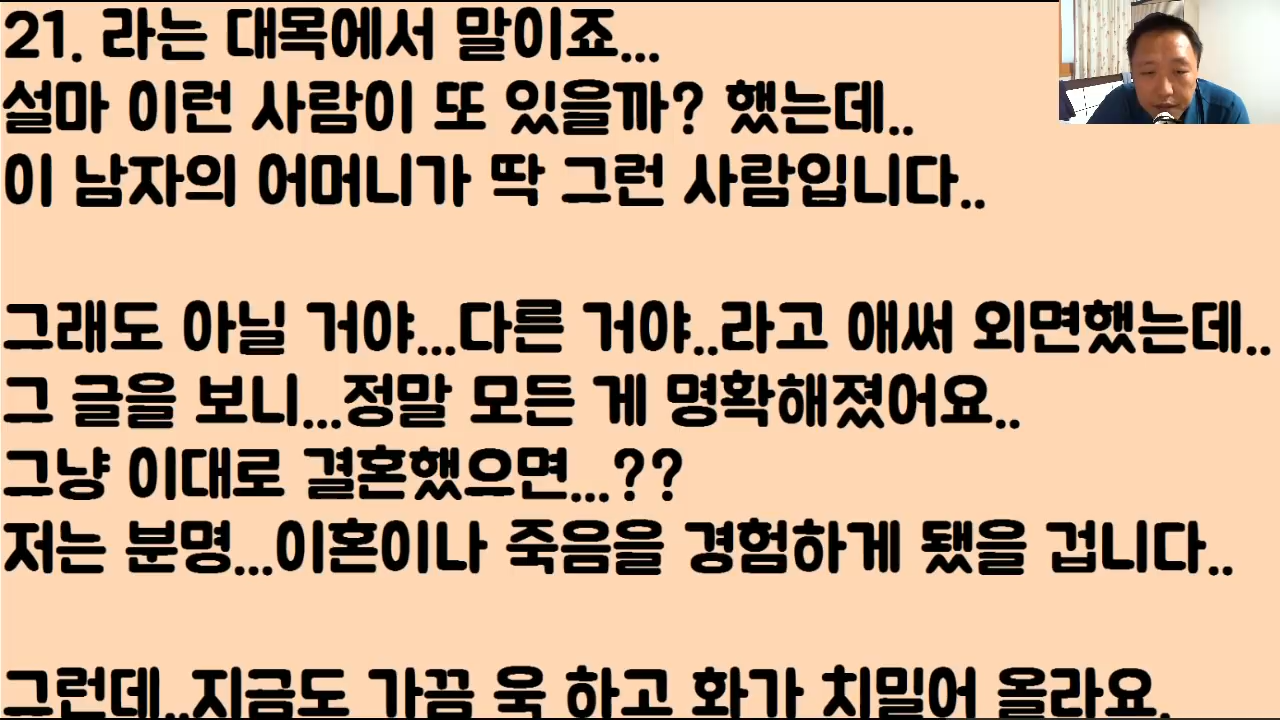 21. 라는 대목에서 말이죠...
설마 이런 사람이 또 있을까? 했는데..
이 남자의 어머니가 딱 그런 사람입니다..
그래도 아닐 거야...다른 거야..라고 애써 외면했는데..
그 글을 보니...정말 모든 게 명확해졌어요..
그냥 이대로 결혼했으면...??
저는 분명...이혼이나 죽음을 경험하게 됐을 겁니다..
그런데..지금도 가끔 욱 하고 화가 치밀어 올라요.